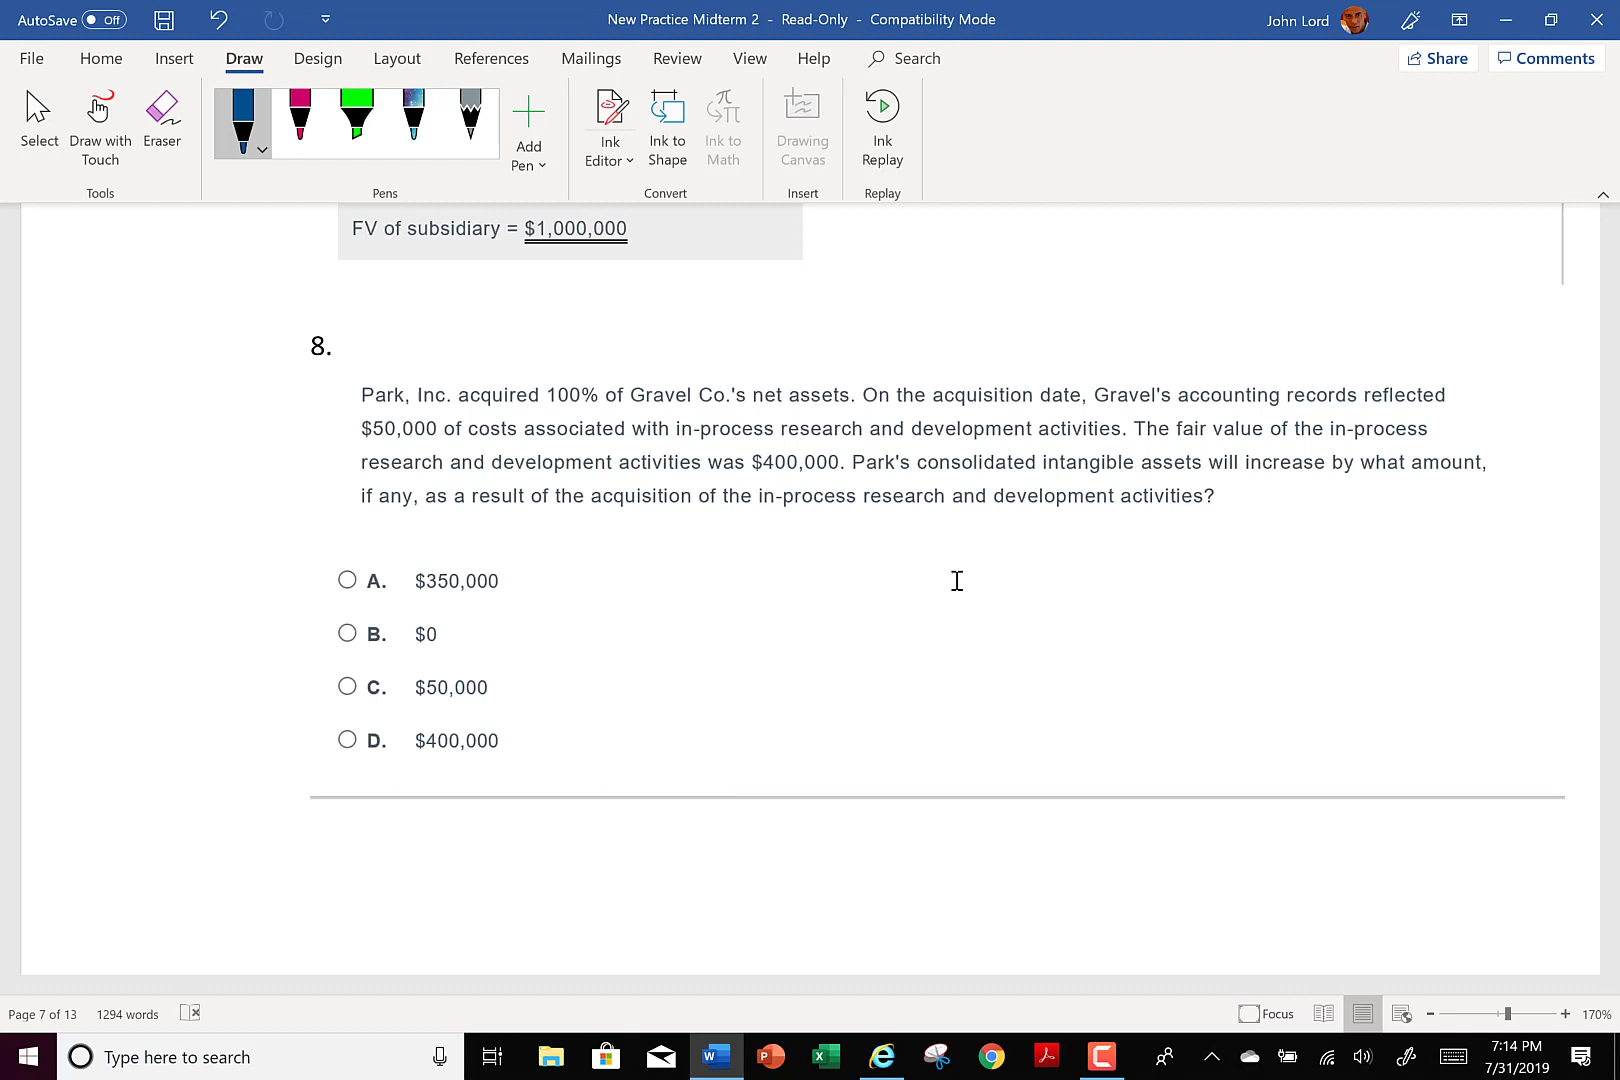 AutoSave Off
New Practice Midterm 2 - Read-Only - Compatibility Mode
John Lord
File Home Insert Draw Design Layout References Mailings Review View Help Search Share Comments
Select
Draw with Touch
Eraser
Add Pen
Ink Editor
Ink to Shape
Ink to Math
Drawing Canvas
Ink Replay
Tools Pens Convert Insert Replay
FV of subsidiary = $1,000,000
8.
Park, Inc. acquired 100% of Gravel Co.'s net assets. On the acquisition date, Gravel's accounting records reflected
$50,000 of costs associated with in-process research and development activities. The fair value of the in-process
research and development activities was $400,000. Park's consolidated intangible assets will increase by what amount,
if any, as a result of the acquisition of the in-process research and development activities?
A. $350,000
B. $0
C. $50,000
D. $400,000
Page 7 of 13 1294 words Focus 170%
Type here to search
7:14 PM
7/31/2019